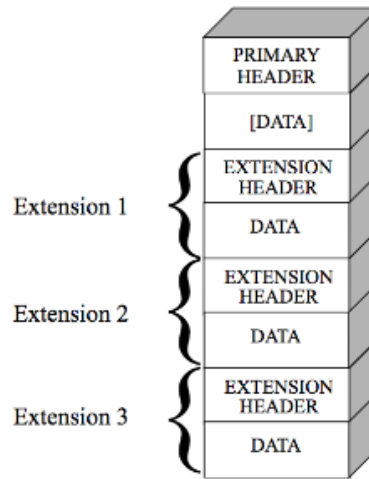 PRIMARY
HEADER
[DATA]
EXTENSION
HEADER
Extension 1
DATA
EXTENSION
HEADER
Extension 2
DATA
EXTENSION
HEADER
Extension 3
DATA